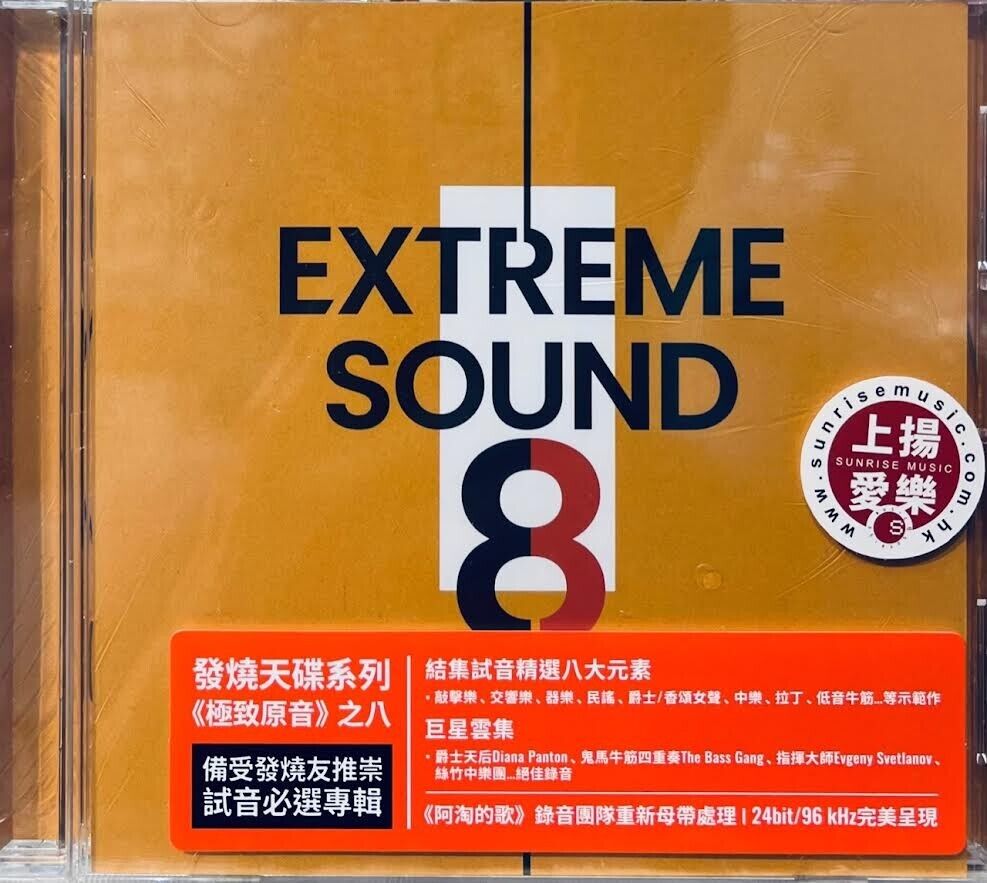 EXTREME
SOUND
8
www.sunrisemusic.com.hk
上揚
SUNRISE MUSIC
愛樂
S
發燒天碟系列
《極致原音》之八
備受發燒友推崇
試音必選專輯
結集試音精選八大元素
・敲擊樂、交響樂、器樂、民謠、爵士/香頌女聲、中樂、拉丁、低音牛筋...等示範作
巨星雲集
・爵士天后Diana Panton、鬼馬牛筋四重奏The Bass Gang、指揮大師Evgeny Svetlanov、
絲竹中樂團...絕佳錄音
《阿淘的歌》錄音團隊重新母帶處理 | 24bit/96 kHz完美呈現